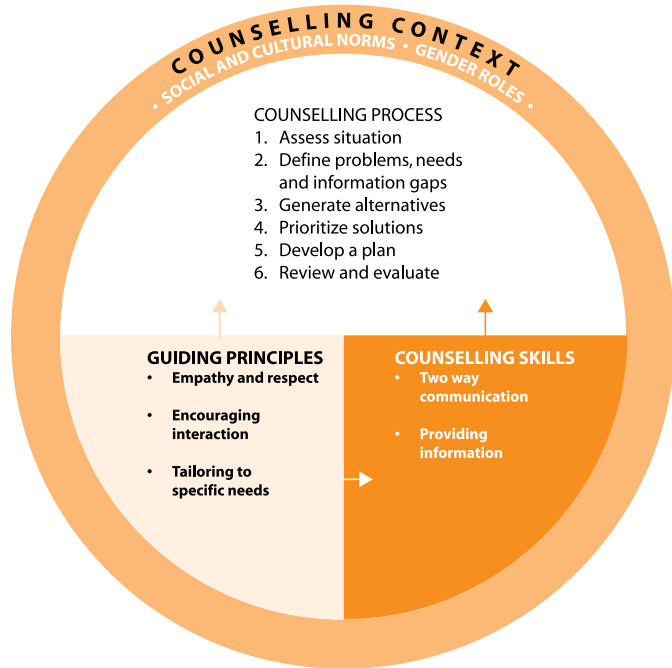 COUNSELLING CONTEXT
• SOCIAL AND CULTURAL NORMS • GENDER ROLES •
COUNSELLING PROCESS
1. Assess situation
2. Define problems, needs
and information gaps
3. Generate alternatives
4. Prioritize solutions
5. Develop a plan
6. Review and evaluate
GUIDING PRINCIPLES
• Empathy and respect
• Encouraging
interaction
• Tailoring to
specific needs
COUNSELLING SKILLS
• Two way
communication
• Providing
information